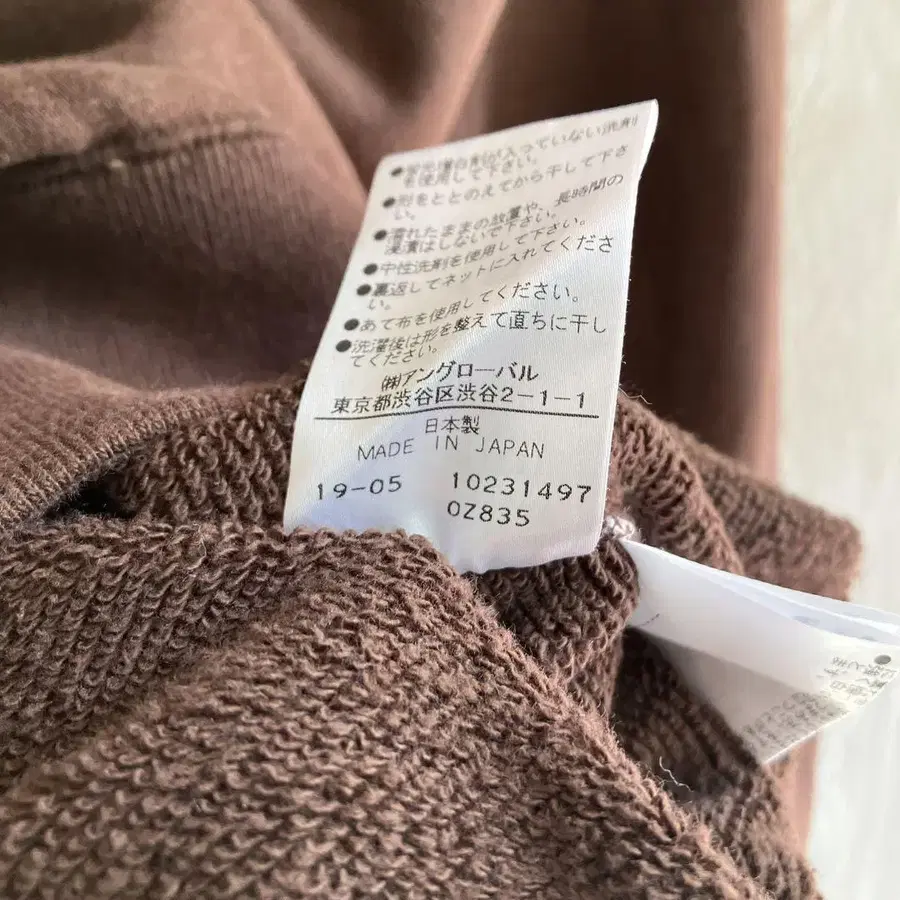 ●蛍光増白剤が入っていない洗剤
を使用して下さい。
●形をととのえてから干して下さ
い。
●濡れたままの放置や、長時間の
浸漬はしないで下さい。
●中性洗剤を使用して下さい。
●裏返してネットに入れてくださ
い。
●あて布を使用してください。
●洗濯後は形を整えて直ちに干し
てください。
㈱アングローバル
東京都渋谷区渋谷2-1-1
日本製
MADE IN JAPAN
19-05 10231497
0Z835